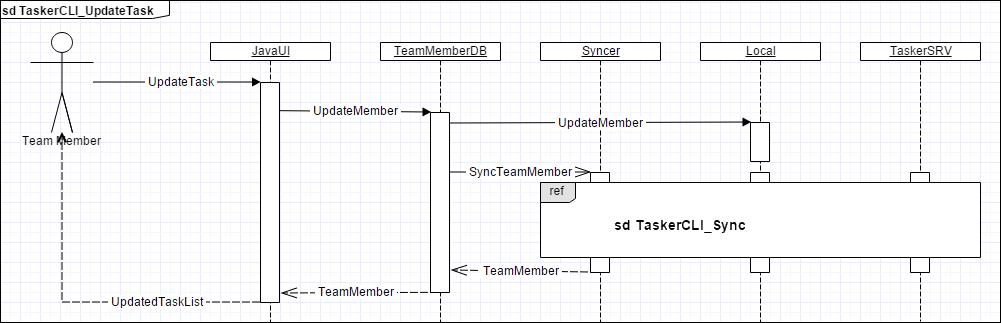 sd TaskerCLI_UpdateTask
JavaUI
TeamMemberDB
Syncer
Local
TaskerSRV
UpdateTask
UpdateMember
UpdateMember
Team Member
SyncTeamMember
ref
sd TaskerCLI_Sync
TeamMember
TeamMember
UpdatedTaskList